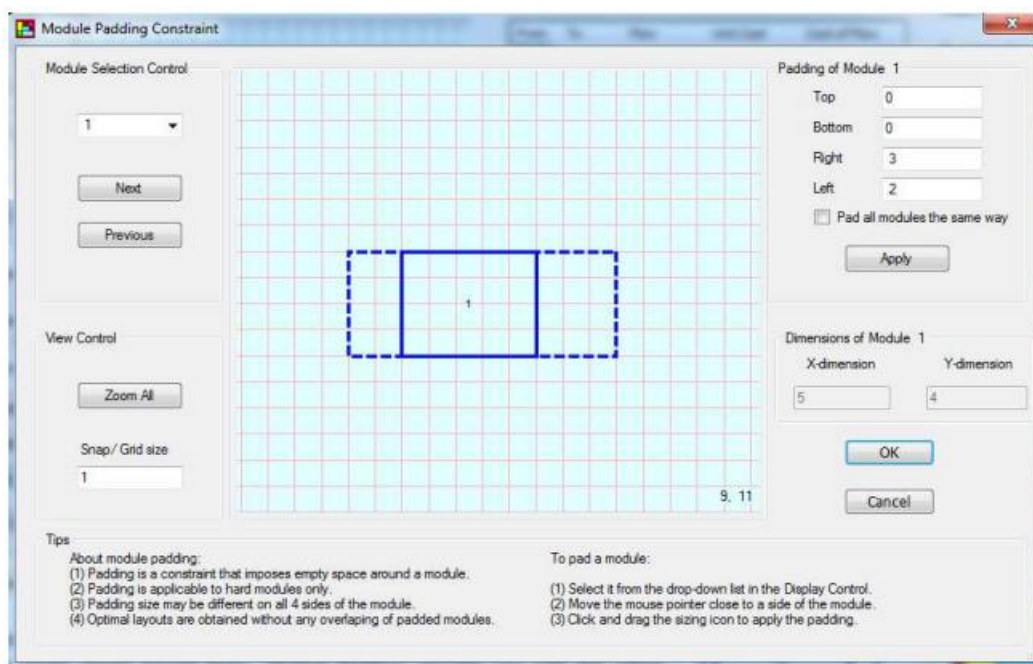 Module Padding Constraint
Module Selection Control
1
Next
Previous
View Control
Zoom All
Snap/ Grid size
1
1
9, 11
Padding of Module 1
Top 0
Bottom 0
Right 3
Left 2
Pad all modules the same way
Apply
Dimensions of Module 1
X-dimension Y-dimension
5 4
OK
Cancel
Tips
About module padding:
(1) Padding is a constraint that imposes empty space around a module.
(2) Padding is applicable to hard modules only.
(3) Padding size may be different on all 4 sides of the module.
(4) Optimal layouts are obtained without any overlaping of padded modules.
To pad a module:
(1) Select it from the drop-down list in the Display Control.
(2) Move the mouse pointer close to a side of the module.
(3) Click and drag the sizing icon to apply the padding.